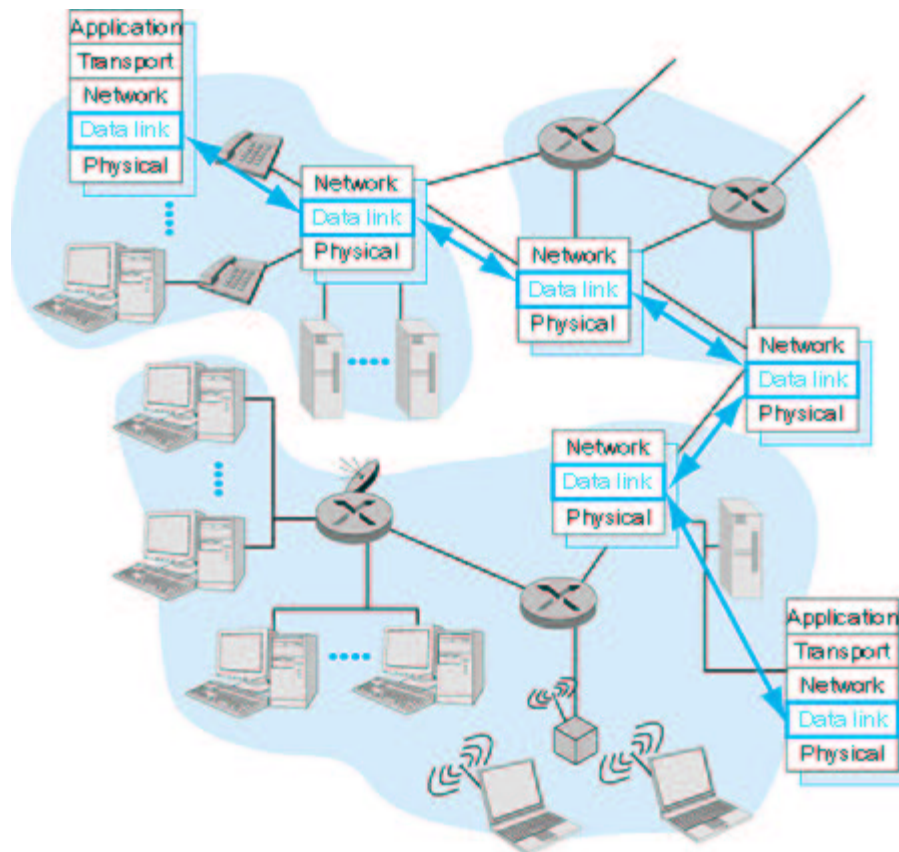 Application
Transport
Network
Data link
Physical
Network
Data link
Physical
Network
Data link
Physical
Network
Data link
Physical
Network
Data link
Physical
Application
Transport
Network
Data link
Physical